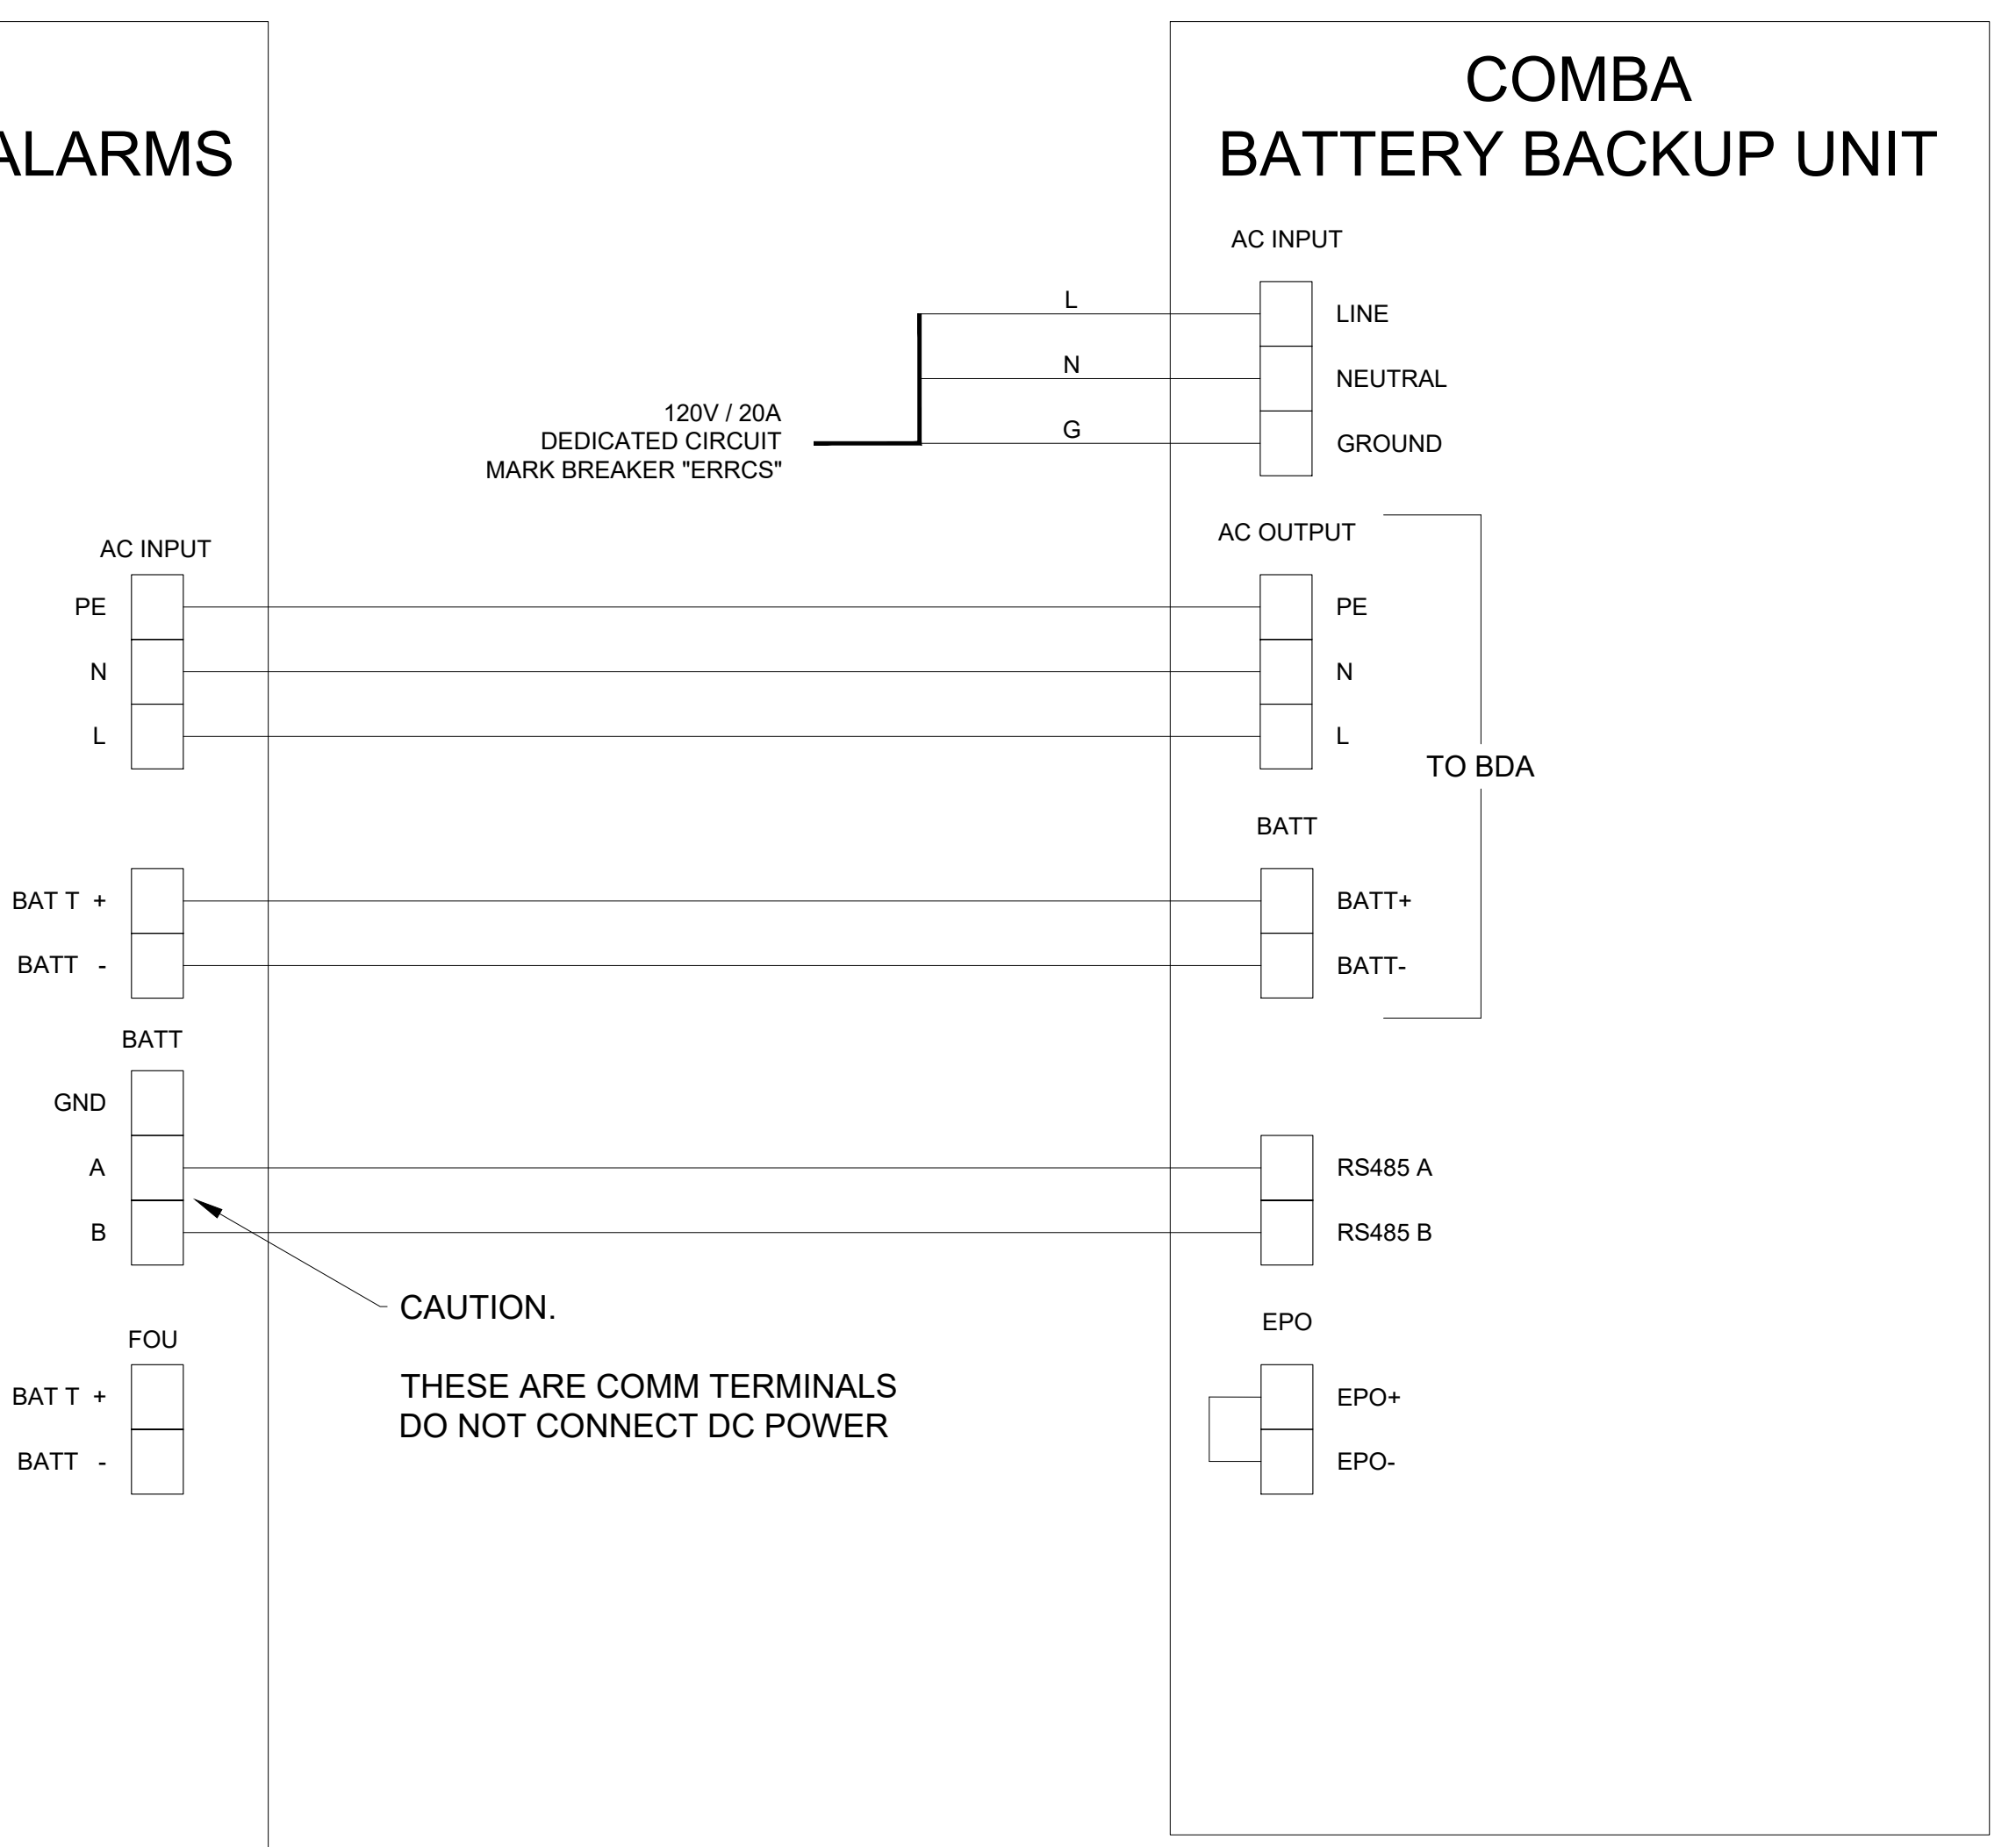 ALARMS
AC INPUT
PE
N
L
BAT T +
BATT -
BATT
GND
A
B
FOU
BAT T +
BATT -
120V / 20A
DEDICATED CIRCUIT
MARK BREAKER "ERRCS"
L
N
G
CAUTION.
THESE ARE COMM TERMINALS
DO NOT CONNECT DC POWER
COMBA
BATTERY BACKUP UNIT
AC INPUT
LINE
NEUTRAL
GROUND
AC OUTPUT
PE
N
L
TO BDA
BATT
BATT+
BATT-
RS485 A
RS485 B
EPO
EPO+
EPO-